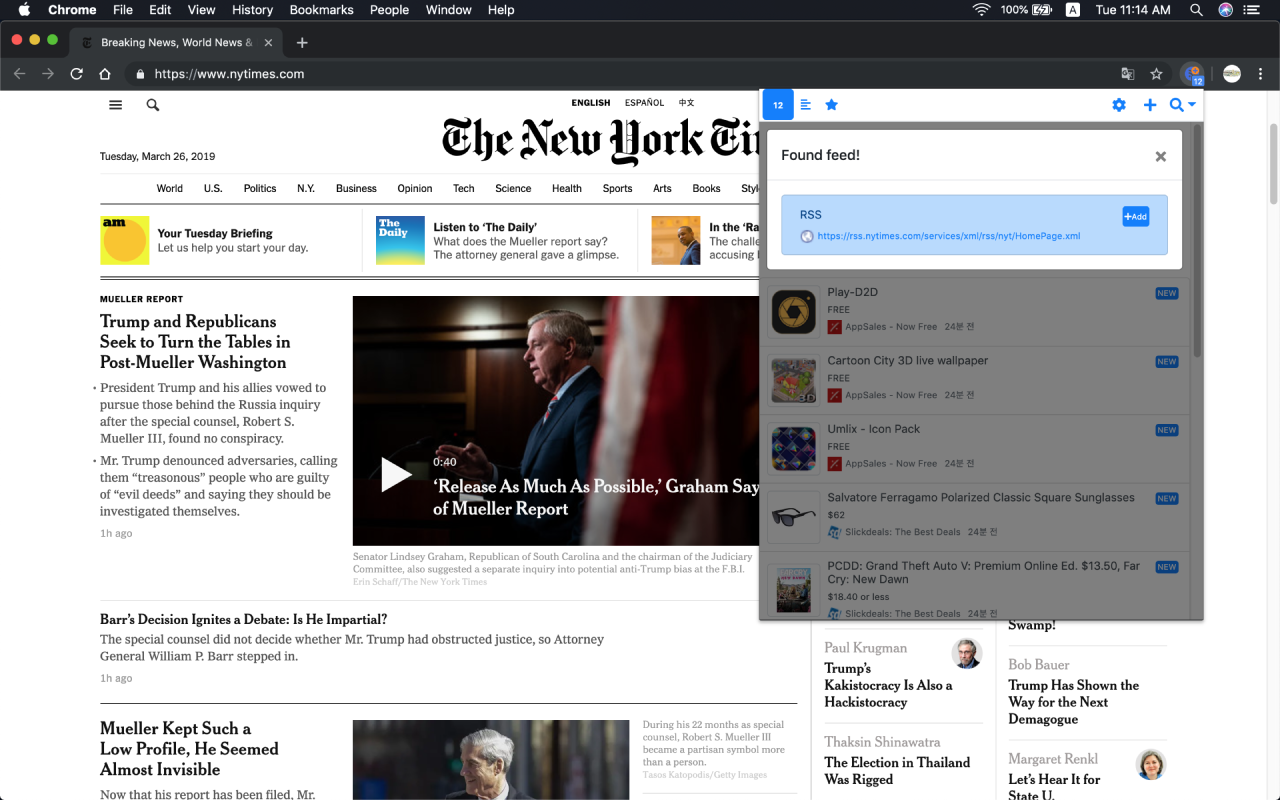 Chrome File Edit View History Bookmarks People Window Help 100% A Tue 11:14 AM
Breaking News, World News &
https://www.nytimes.com
12
ENGLISH ESPAÑOL 中文
The New York Tim
Tuesday, March 26, 2019
World U.S. Politics N.Y. Business Opinion Tech Science Health Sports Arts Books Styl
am
Your Tuesday Briefing
Let us help you start your day.
The
Daily
Listen to ‘The Daily’
What does the Mueller report say?
The attorney general gave a glimpse.
In the ‘Ra
The challe
accusing
MUELLER REPORT
Trump and Republicans
Seek to Turn the Tables in
Post-Mueller Washington
• President Trump and his allies vowed to
pursue those behind the Russia inquiry
after the special counsel, Robert S.
Mueller III, found no conspiracy.
• Mr. Trump denounced adversaries, calling
them “treasonous” people who are guilty
of “evil deeds” and saying they should be
investigated themselves.
1h ago
0:40
‘Release As Much As Possible,’ Graham Say
of Mueller Report
Senator Lindsey Graham, Republican of South Carolina and the chairman of the Judiciary
Committee, also suggested a separate inquiry into potential anti-Trump bias at the F.B.I.
Erin Schaff/The New York Times
Barr’s Decision Ignites a Debate: Is He Impartial?
The special counsel did not decide whether Mr. Trump had obstructed justice, so Attorney
General William P. Barr stepped in.
1h ago
Mueller Kept Such a
Low Profile, He Seemed
Almost Invisible
Now that his report has been filed, Mr.
During his 22 months as special
counsel, Robert S. Mueller III
became a partisan symbol more
than a person.
Tasos Katopodis/Getty Images
12
Found feed!
RSS
+Add
https://rss.nytimes.com/services/xml/rss/nyt/HomePage.xml
Play-D2D
NEW
FREE
AppSales - Now Free 24분 전
Cartoon City 3D live wallpaper
NEW
FREE
3D
AppSales - Now Free 24분 전
Umlix - Icon Pack
NEW
FREE
AppSales - Now Free 24분 전
Salvatore Ferragamo Polarized Classic Square Sunglasses
NEW
$62
Slickdeals: The Best Deals 24분 전
PCDD: Grand Theft Auto V: Premium Online Ed. $13.50, Far
Cry: New Dawn
NEW
$18.40 or less
Slickdeals: The Best Deals 24분 전
Paul Krugman
Trump’s
Kakistocracy Is Also a
Hackistocracy
Thaksin Shinawatra
The Election in Thailand
Was Rigged
Swamp!
Bob Bauer
Trump Has Shown the
Way for the Next
Demagogue
Margaret Renkl
Let’s Hear It for
State U.